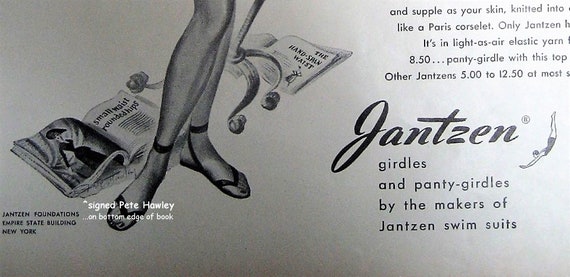 and supple as your skin, knitted into
like a Paris corselet. Only Jantzen h
It's in light-as-air elastic yarn f
8.50...panty-girdle with this top
Other Jantzens 5.00 to 12.50 at most s
THE
HAND-SPAN
WAIST
small waist
roundships
Jantzen®
girdles
and panty-girdles
by the makers of
Jantzen swim suits
^signed Pete Hawley
...on bottom edge of book
JANTZEN FOUNDATIONS
EMPIRE STATE BUILDING
NEW YORK